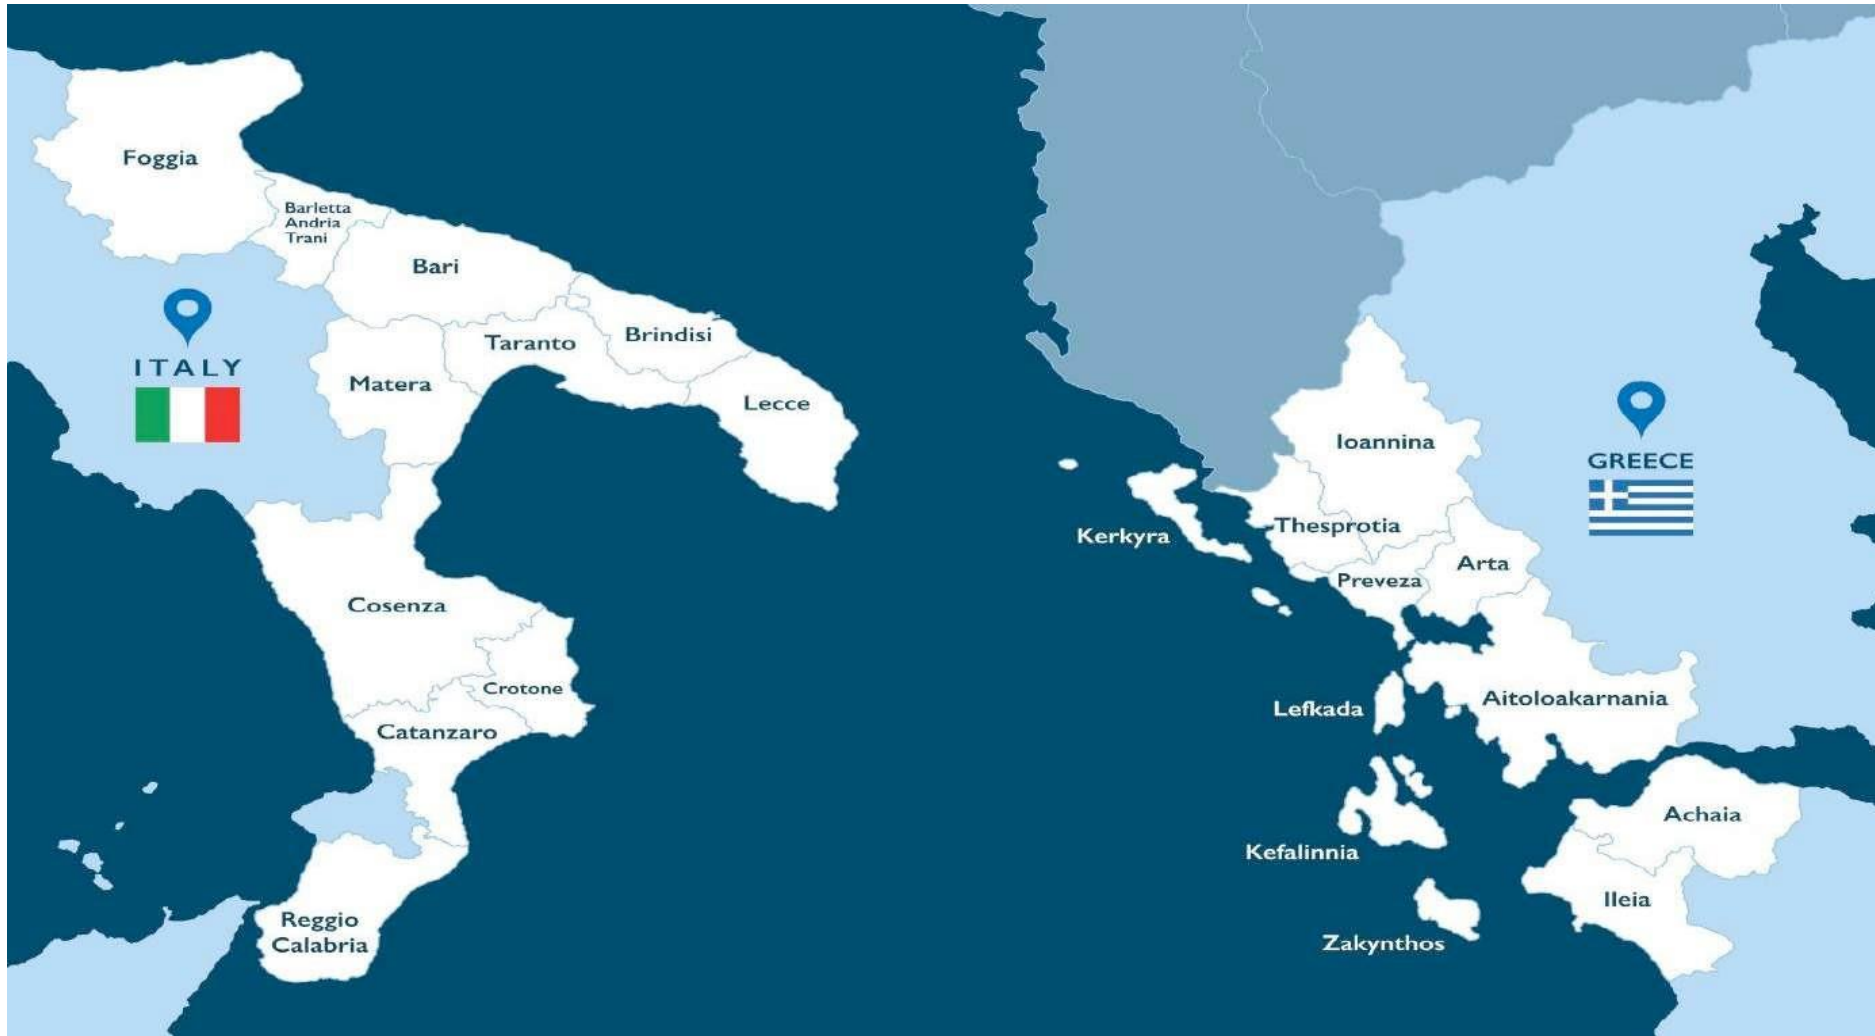 Foggia
Barletta
Andria
Trani
Bari
Brindisi
Taranto
Matera
Lecce
ITALY
Cosenza
Crotone
Catanzaro
Reggio
Calabria
Ioannina
GREECE
Thesprotia
Kerkyra
Arta
Preveza
Aitoloakarnania
Lefkada
Achaia
Kefalinnia
Ileia
Zakynthos